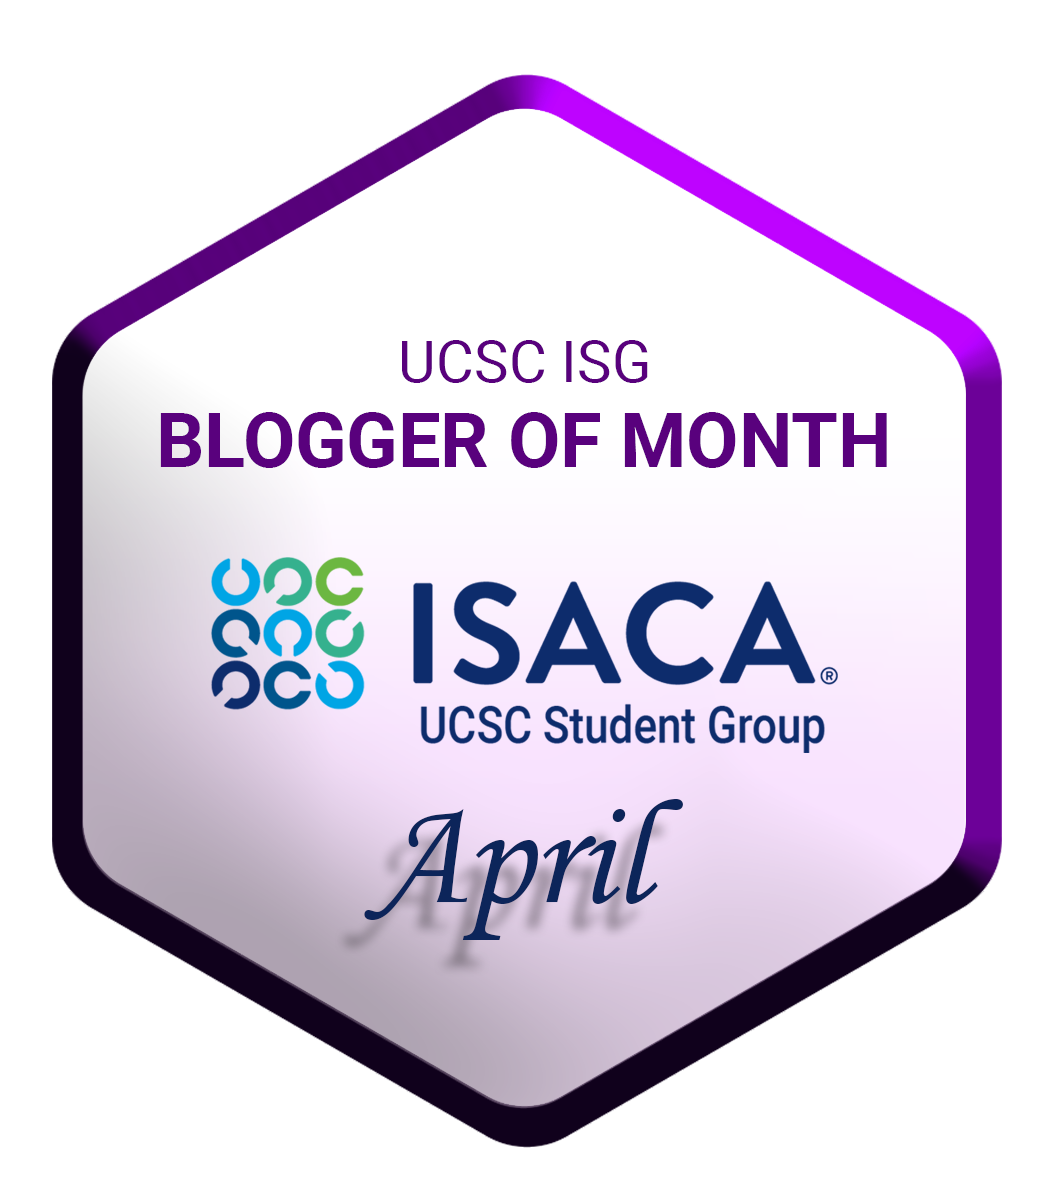 UCSC ISG
BLOGGER OF MONTH
ISACA®
UCSC Student Group
April